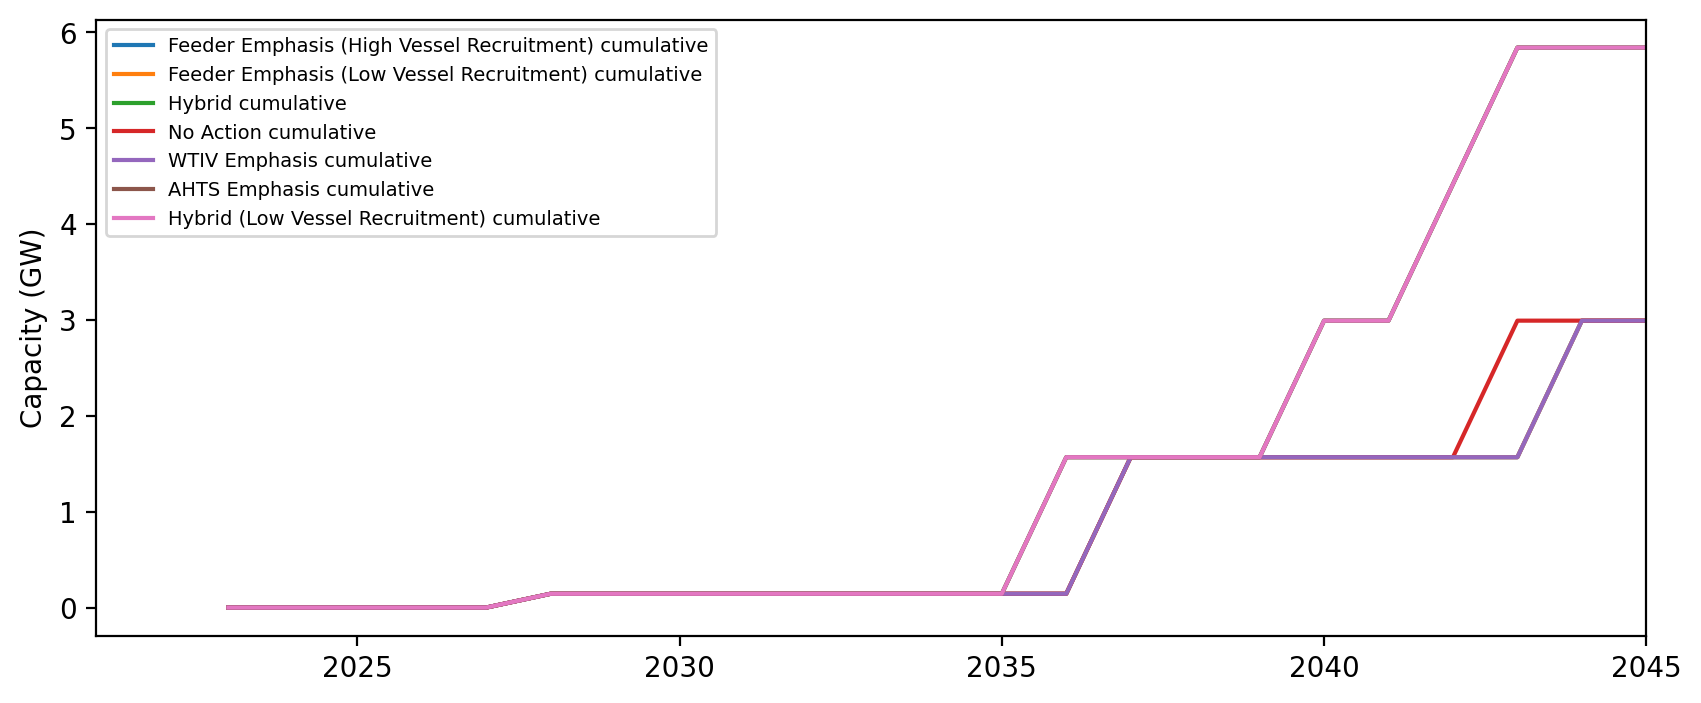 6
5
4
3
2
1
0
Capacity (GW)
Feeder Emphasis (High Vessel Recruitment) cumulative
Feeder Emphasis (Low Vessel Recruitment) cumulative
Hybrid cumulative
No Action cumulative
WTIV Emphasis cumulative
AHTS Emphasis cumulative
Hybrid (Low Vessel Recruitment) cumulative
2025 2030 2035 2040 2045